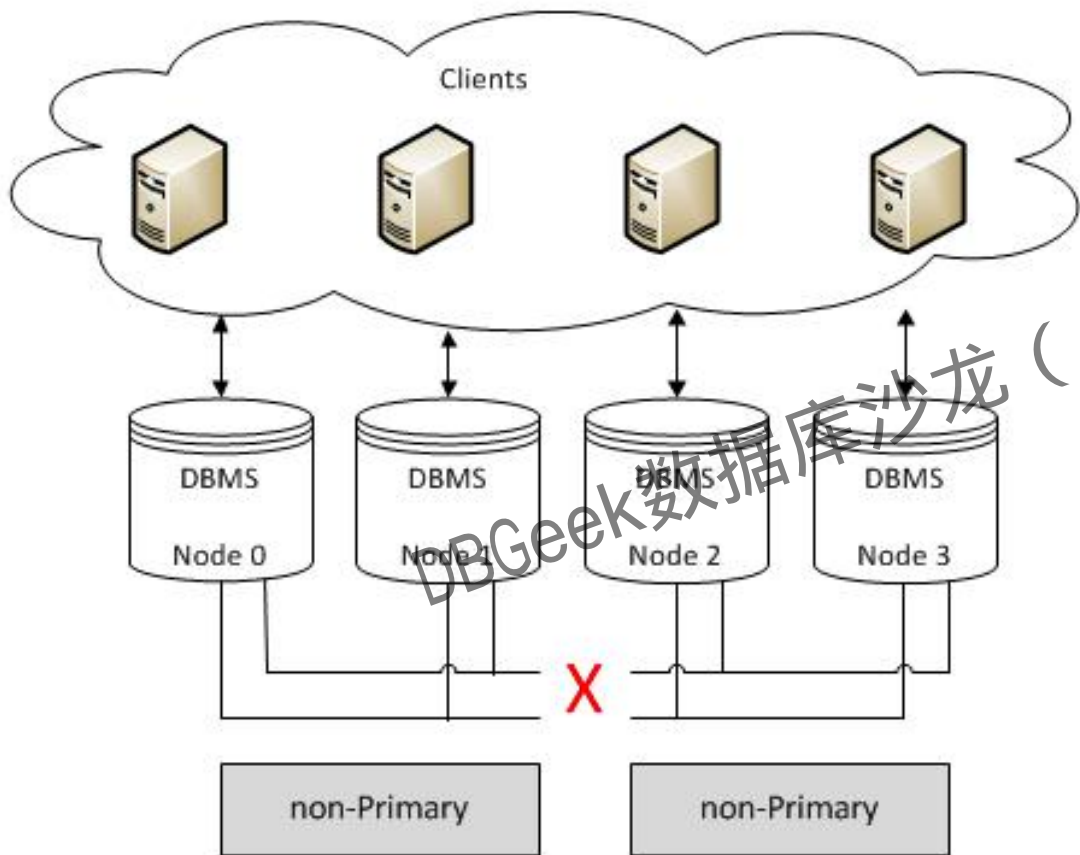 Clients
DBMS
DBMS
DBMS
DBMS
Node 0
Node 1
Node 2
Node 3
DBGeek数据库沙龙（
X
non-Primary
non-Primary